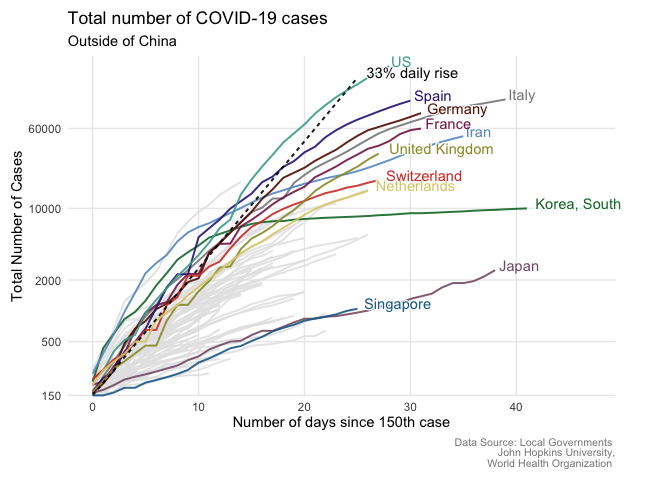 Total number of COVID-19 cases
Outside of China
US
33% daily rise
Spain
Italy
Germany
France
Iran
United Kingdom
Switzerland
Netherlands
Korea, South
Japan
Singapore
Total Number of Cases
60000
10000
2000
500
150
0 10 20 30 40
Number of days since 150th case
Data Source: Local Governments
John Hopkins University,
World Health Organization